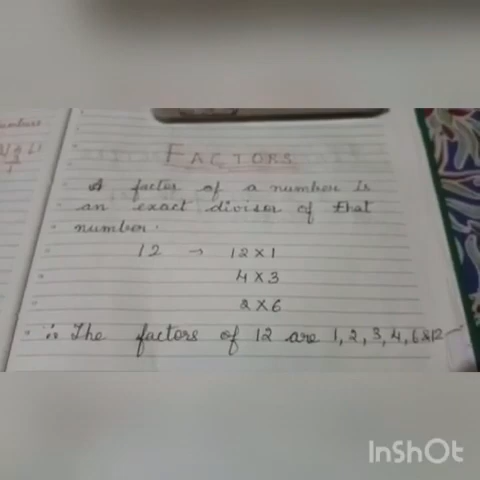 FACTORS
A factor of a number is
an exact divisor of that
number.
12 → 12 × 1
4 × 3
2 × 6
∴ The factors of 12 are 1, 2, 3, 4, 6 & 12
InShOt